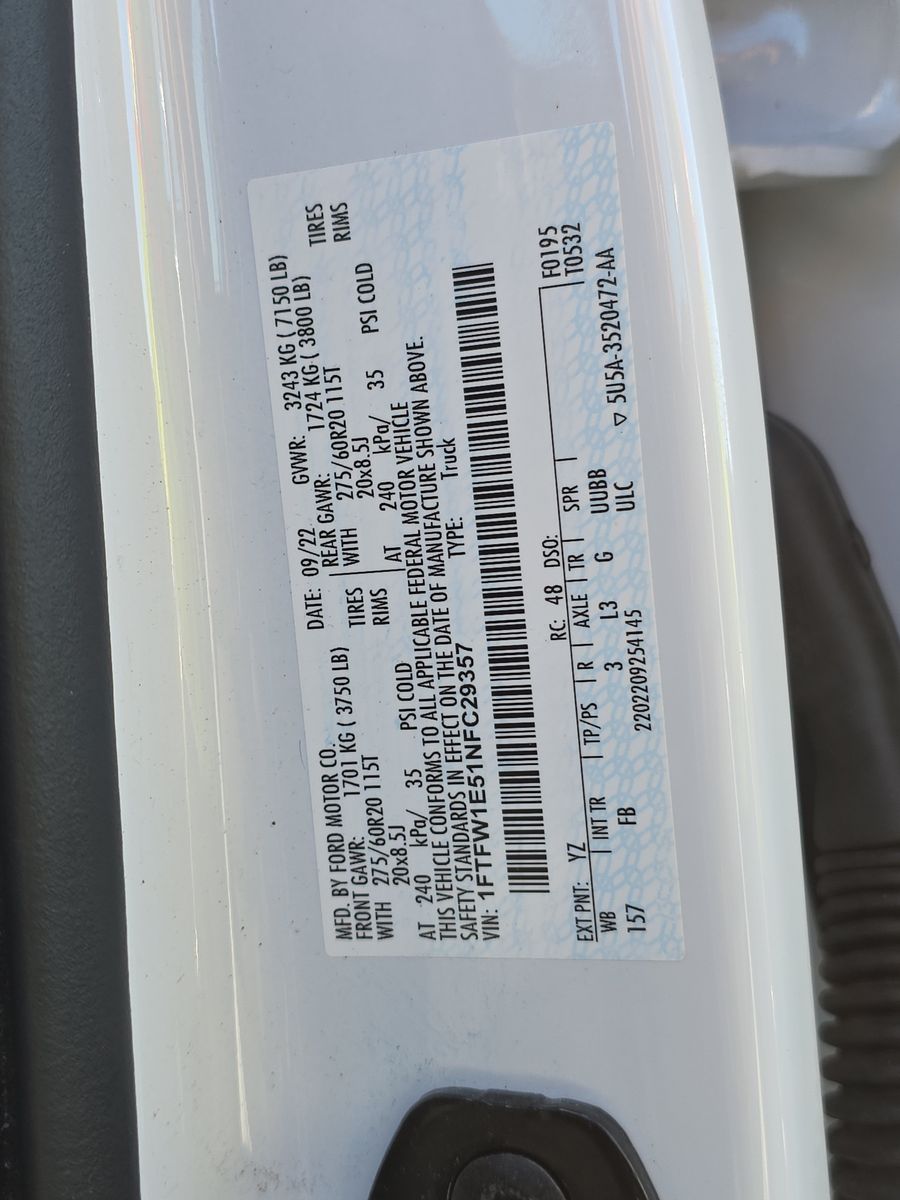 MFD. BY FORD MOTOR CO. DATE: 09/22 GVWR: 3243 KG ( 7150 LB)
FRONT GAWR: 1701 KG ( 3750 LB) REAR GAWR: 1724 KG ( 3800 LB)
WITH 275/60R20 115T TIRES WITH 275/60R20 115T TIRES
20x8.5J RIMS 20x8.5J RIMS
AT 240 kPa/ 35 PSI COLD AT 240 kPa/ 35 PSI COLD
THIS VEHICLE CONFORMS TO ALL APPLICABLE FEDERAL MOTOR VEHICLE
SAFETY STANDARDS IN EFFECT ON THE DATE OF MANUFACTURE SHOWN ABOVE.
VIN: 1FTFW1E51NFC29357 TYPE: Truck
F0195
EXT PNT: YZ RC: 48 DSO: T0532
WB INT TR TP/PS R AXLE TR SPR
157 FB 3 L3 G UUBB
2202209254145 ULC ▽ 5U5A-3520472-AA